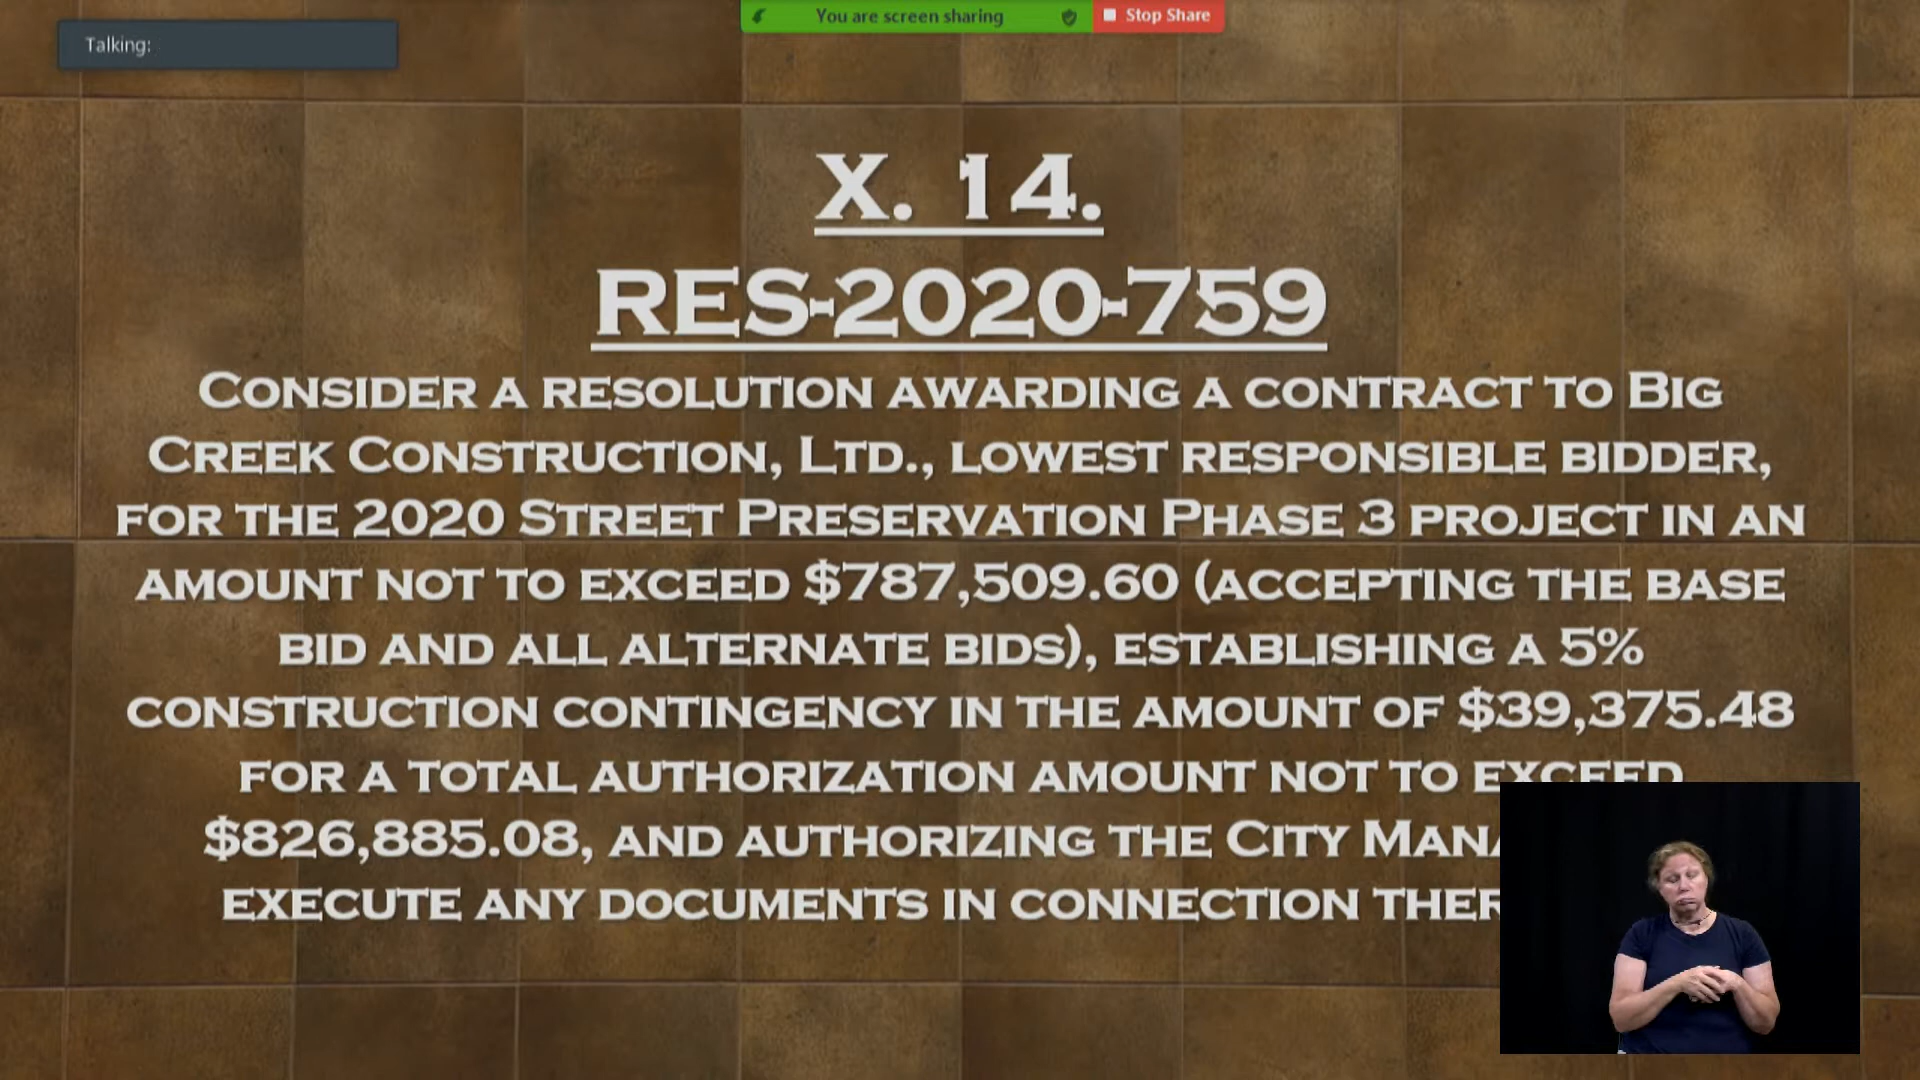 You are screen sharing
Stop Share
Talking:
X. 14.
RES-2020-759
Consider a resolution awarding a contract to Big
Creek Construction, Ltd., lowest responsible bidder,
for the 2020 Street Preservation Phase 3 project in an
amount not to exceed $787,509.60 (accepting the base
bid and all alternate bids), establishing a 5%
construction contingency in the amount of $39,375.48
for a total authorization amount not to exceed
$826,885.08, and authorizing the City
execute any documents in connection